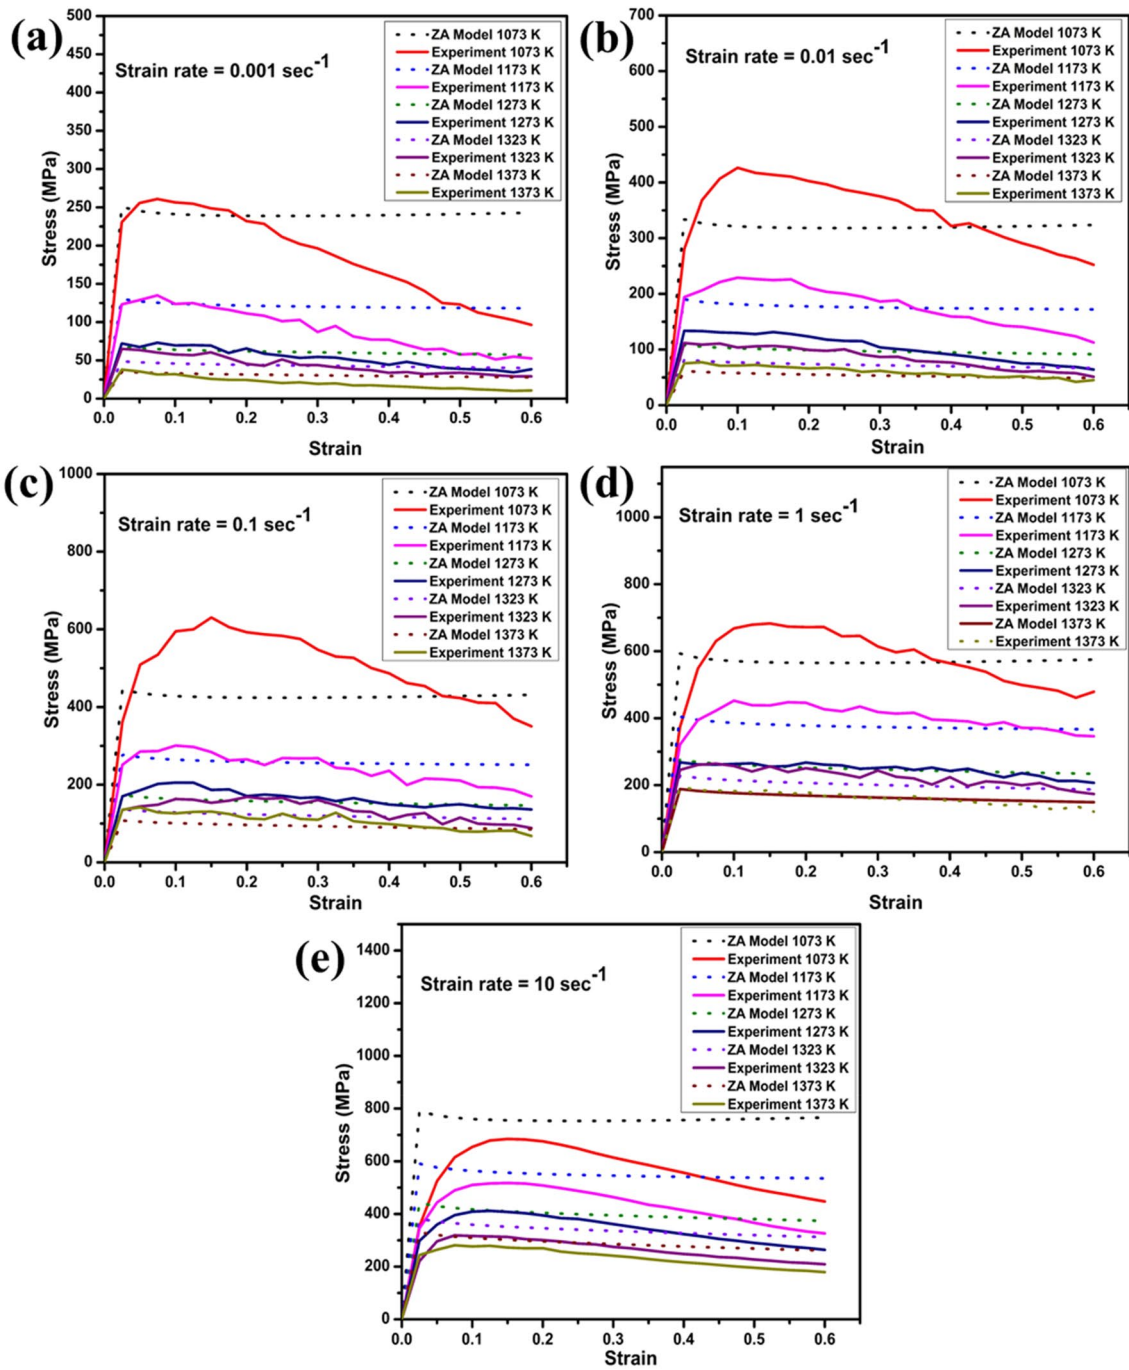 (a)
Strain rate = 0.001 sec⁻¹
ZA Model 1073 K
Experiment 1073 K
ZA Model 1173 K
Experiment 1173 K
ZA Model 1273 K
Experiment 1273 K
ZA Model 1323 K
Experiment 1323 K
ZA Model 1373 K
Experiment 1373 K
Stress (MPa)
500
450
400
350
300
250
200
150
100
50
0
0.0 0.1 0.2 0.3 0.4 0.5 0.6
Strain
(b)
Strain rate = 0.01 sec⁻¹
ZA Model 1073 K
Experiment 1073 K
ZA Model 1173 K
Experiment 1173 K
ZA Model 1273 K
Experiment 1273 K
ZA Model 1323 K
Experiment 1323 K
ZA Model 1373 K
Experiment 1373 K
Stress (MPa)
700
600
500
400
300
200
100
0
0.0 0.1 0.2 0.3 0.4 0.5 0.6
Strain
(c)
Strain rate = 0.1 sec⁻¹
ZA Model 1073 K
Experiment 1073 K
ZA Model 1173 K
Experiment 1173 K
ZA Model 1273 K
Experiment 1273 K
ZA Model 1323 K
Experiment 1323 K
ZA Model 1373 K
Experiment 1373 K
Stress (MPa)
1000
800
600
400
200
0
0.0 0.1 0.2 0.3 0.4 0.5 0.6
Strain
(d)
Strain rate = 1 sec⁻¹
ZA Model 1073 K
Experiment 1073 K
ZA Model 1173 K
Experiment 1173 K
ZA Model 1273 K
Experiment 1273 K
ZA Model 1323 K
Experiment 1323 K
ZA Model 1373 K
Experiment 1373 K
Stress (MPa)
1000
800
600
400
200
0
0.0 0.1 0.2 0.3 0.4 0.5 0.6
Strain
(e)
Strain rate = 10 sec⁻¹
ZA Model 1073 K
Experiment 1073 K
ZA Model 1173 K
Experiment 1173 K
ZA Model 1273 K
Experiment 1273 K
ZA Model 1323 K
Experiment 1323 K
ZA Model 1373 K
Experiment 1373 K
Stress (MPa)
1400
1200
1000
800
600
400
200
0
0.0 0.1 0.2 0.3 0.4 0.5 0.6
Strain